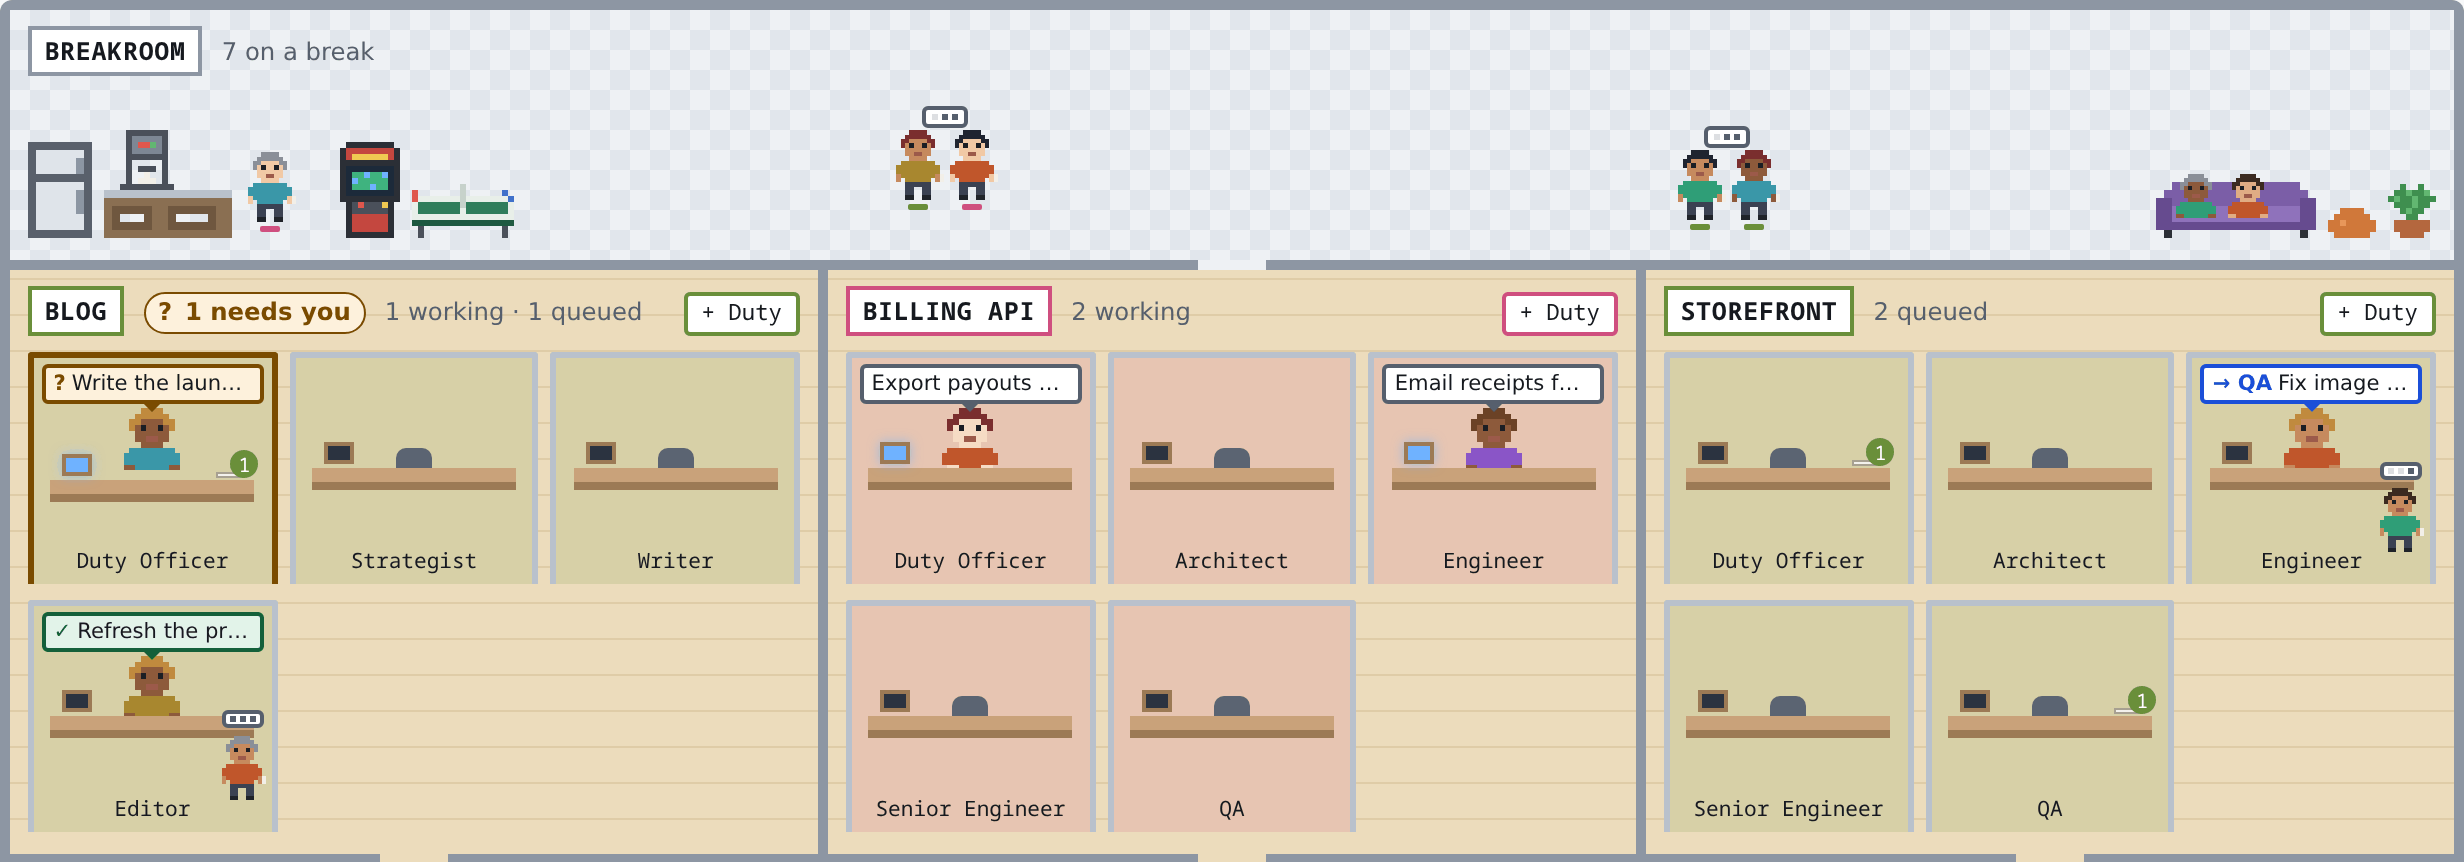 BREAKROOM 7 on a break
BLOG ? 1 needs you 1 working · 1 queued + Duty
BILLING API 2 working + Duty
STOREFRONT 2 queued + Duty
? Write the laun…
Duty Officer
Strategist
Writer
Export payouts …
Duty Officer
Architect
Email receipts f…
Engineer
Duty Officer
Architect
→ QA Fix image …
Engineer
1
1
✓ Refresh the pr…
Editor
Senior Engineer
QA
Senior Engineer
QA
1